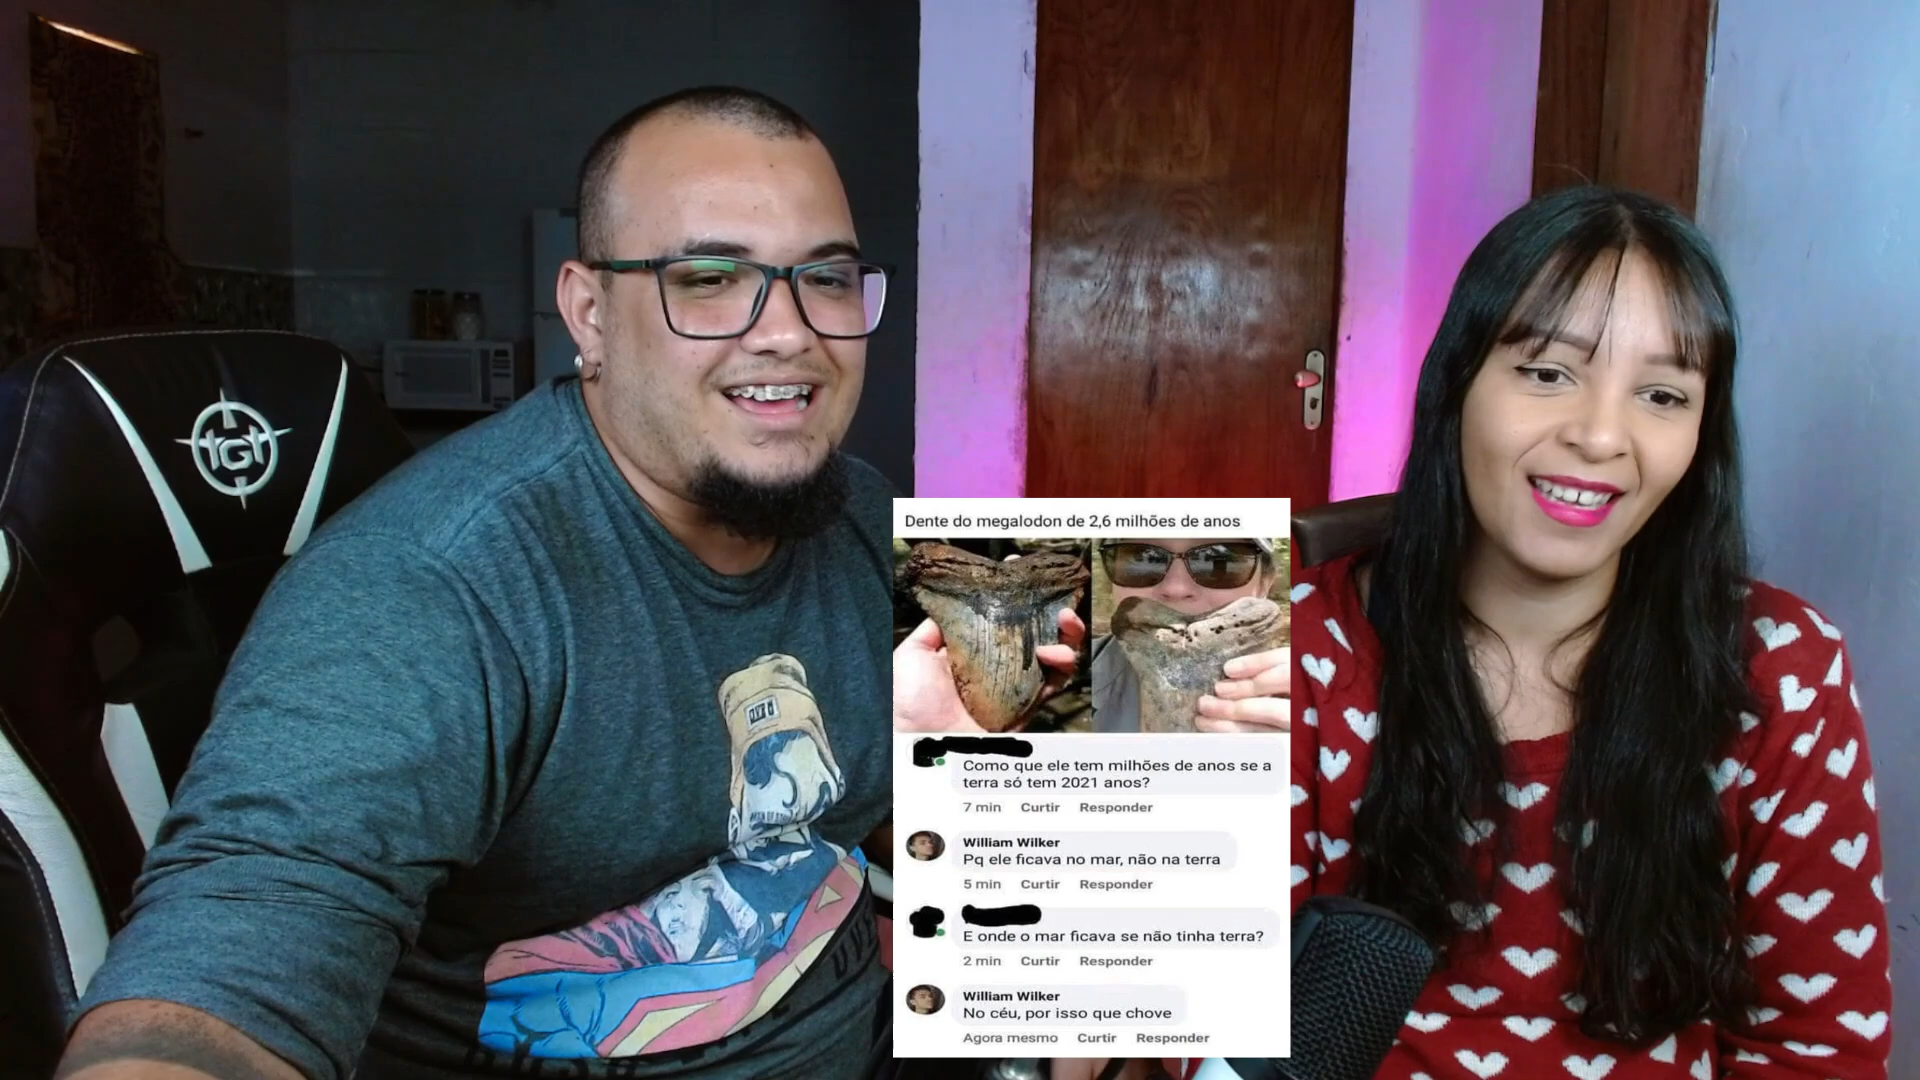 TGT
Dente do megalodon de 2,6 milhões de anos
Como que ele tem milhões de anos se a
terra só tem 2021 anos?
7 min Curtir Responder
William Wilker
Pq ele ficava no mar, não na terra
5 min Curtir Responder
E onde o mar ficava se não tinha terra?
2 min Curtir Responder
William Wilker
No céu, por isso que chove
Agora mesmo Curtir Responder